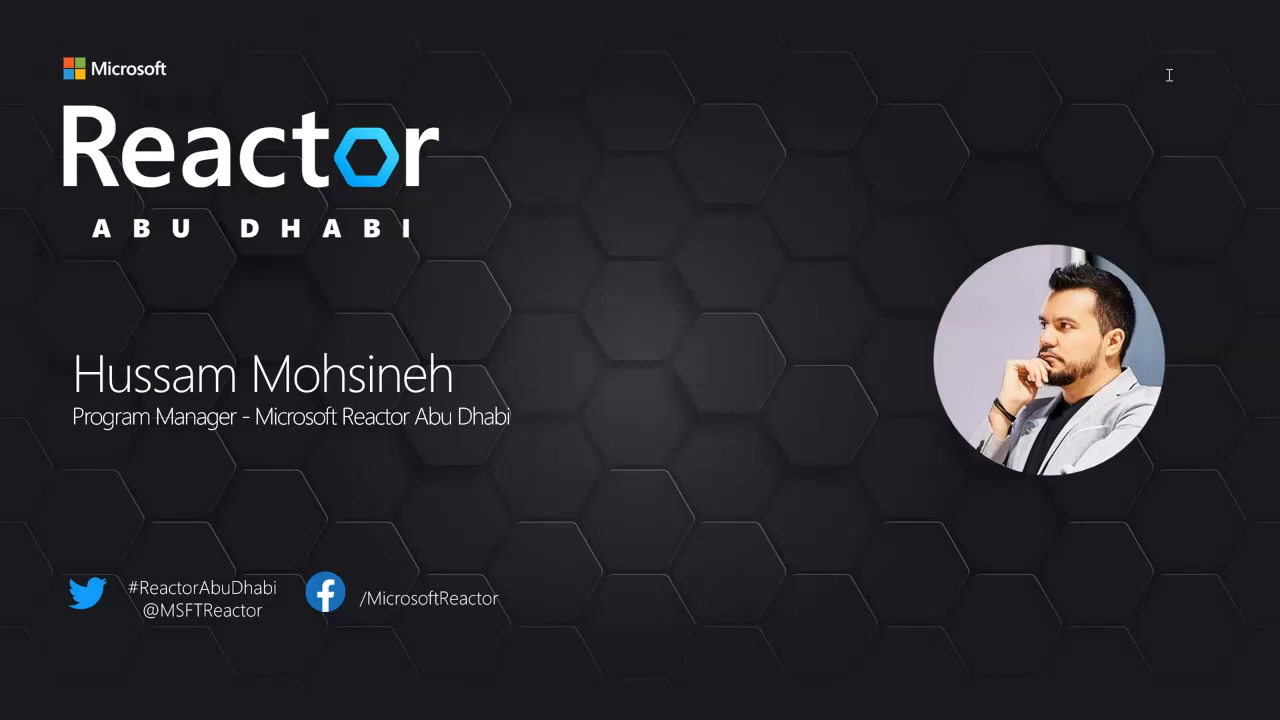 Microsoft
Reactor
ABU DHABI
Hussam Mohsineh
Program Manager - Microsoft Reactor Abu Dhabi
#ReactorAbuDhabi
@MSFTReactor
/MicrosoftReactor